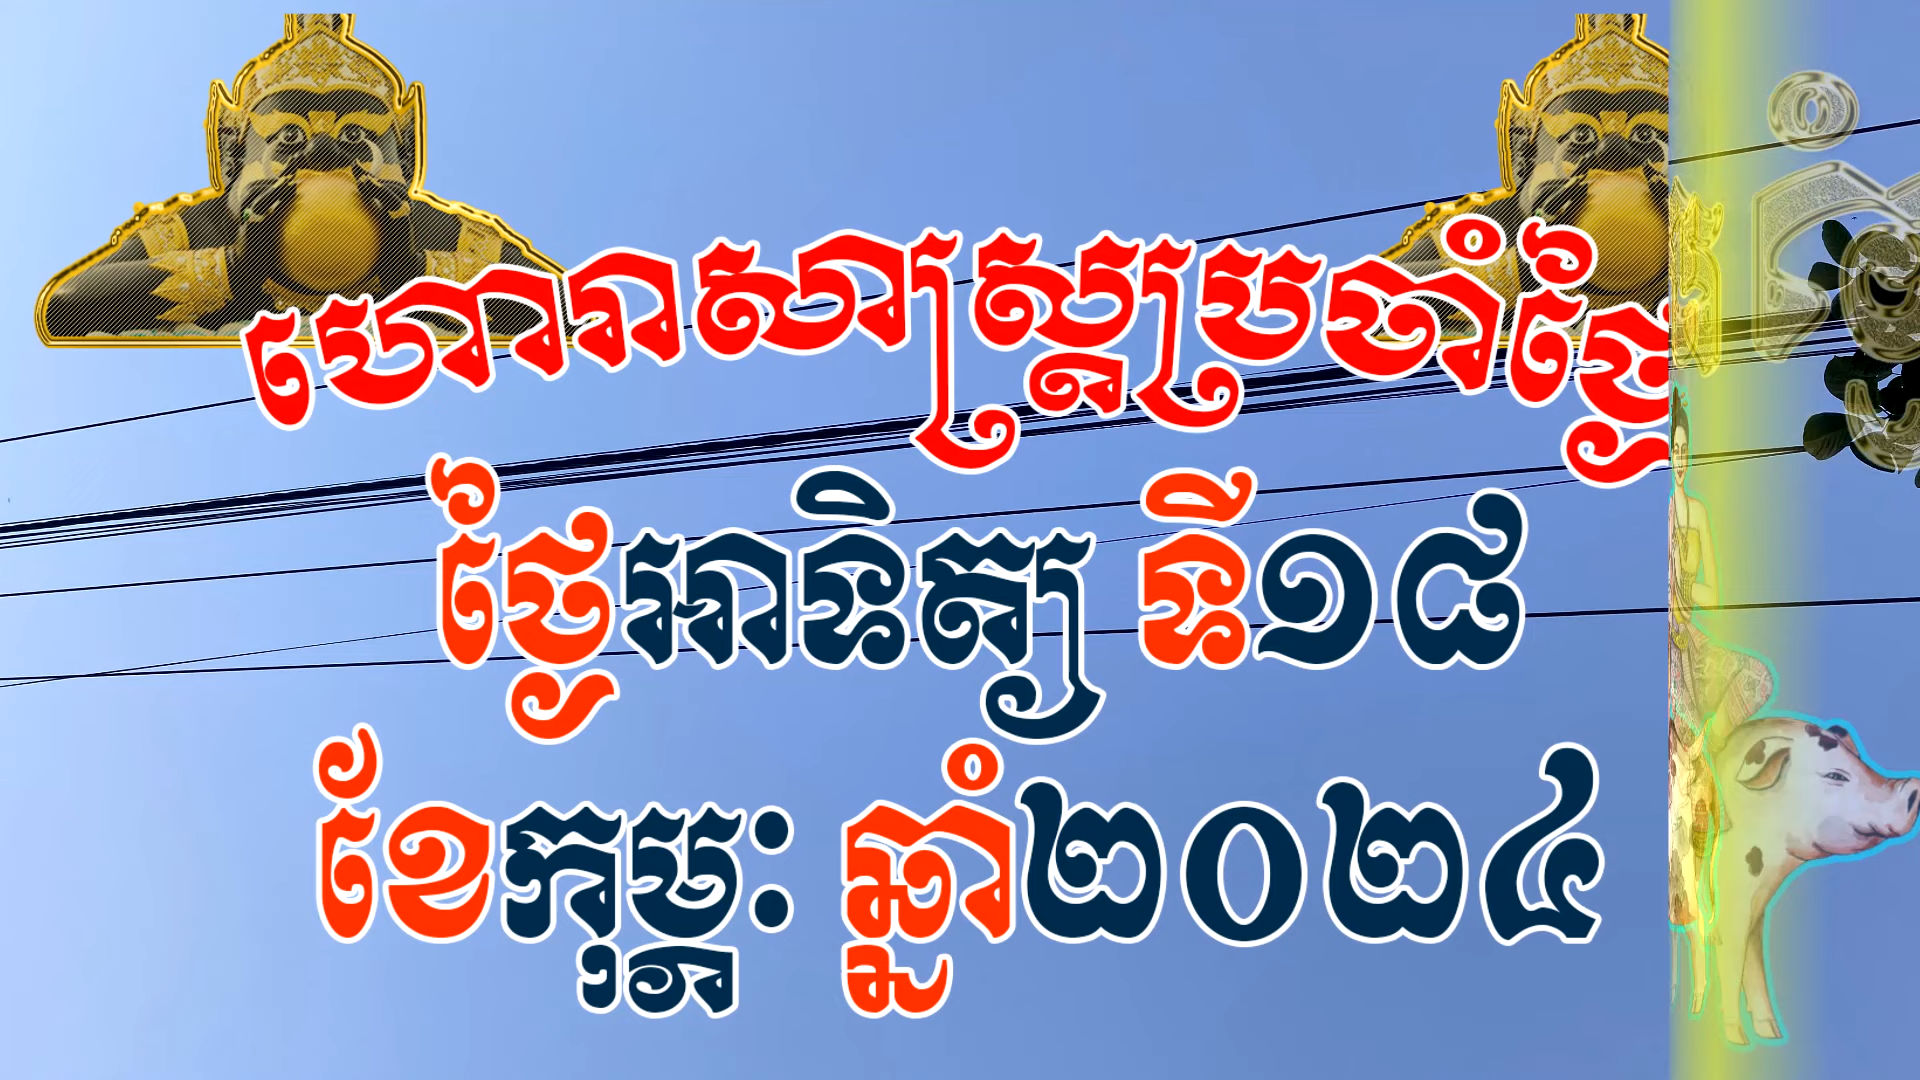 ហោរាសាស្ត្រប្រចាំថ្ងៃ
ថ្ងៃអាទិត្យ ទី១៨
ខែកុម្ភៈ ឆ្នាំ២០២៤